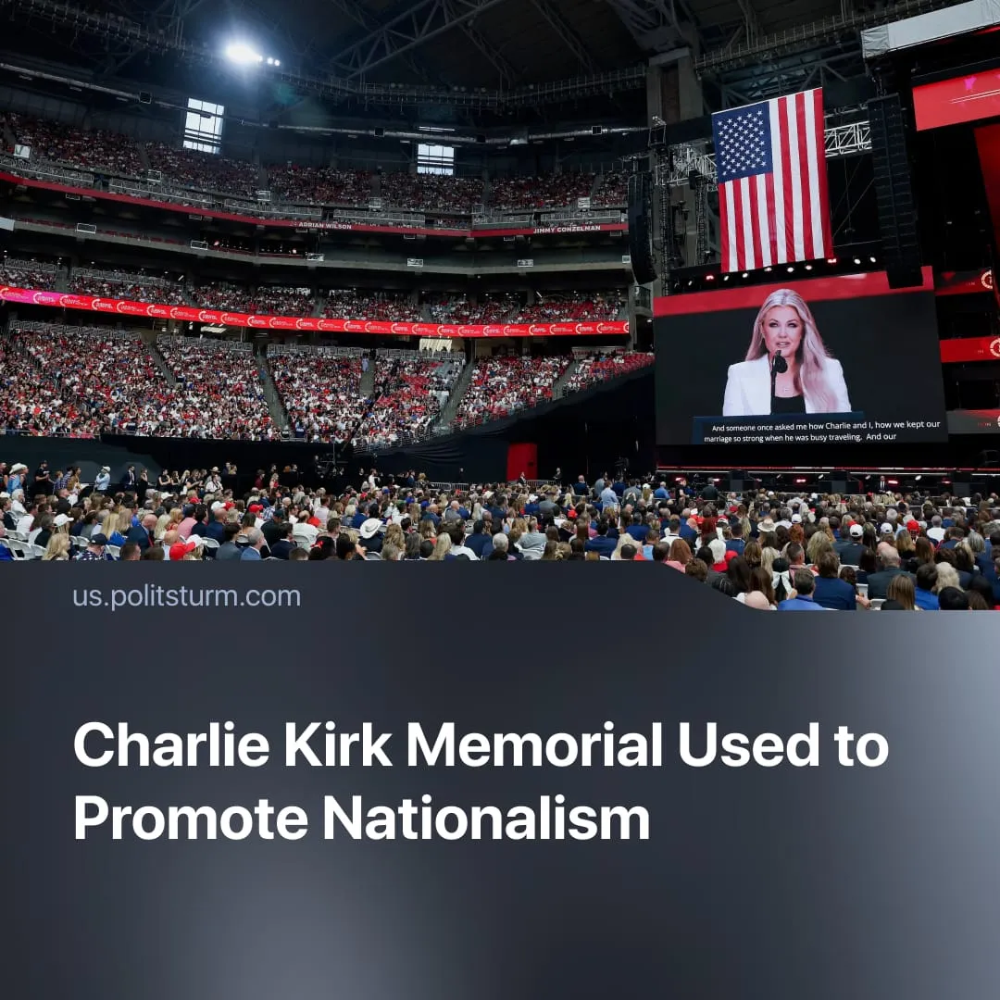 ADRIAN WILSON
JIMMY CONZELMAN
And someone once asked me how Charlie and I, how we kept our
marriage so strong when he was busy traveling. And our
us.politsturm.com
Charlie Kirk Memorial Used to
Promote Nationalism